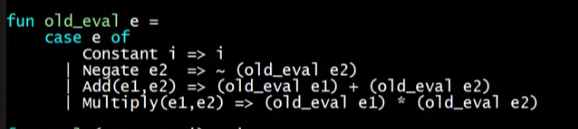 fun old_eval e =
case e of
Constant i => i
| Negate e2 => ~ (old_eval e2)
| Add(e1,e2) => (old_eval e1) + (old_eval e2)
| Multiply(e1,e2) => (old_eval e1) * (old_eval e2)